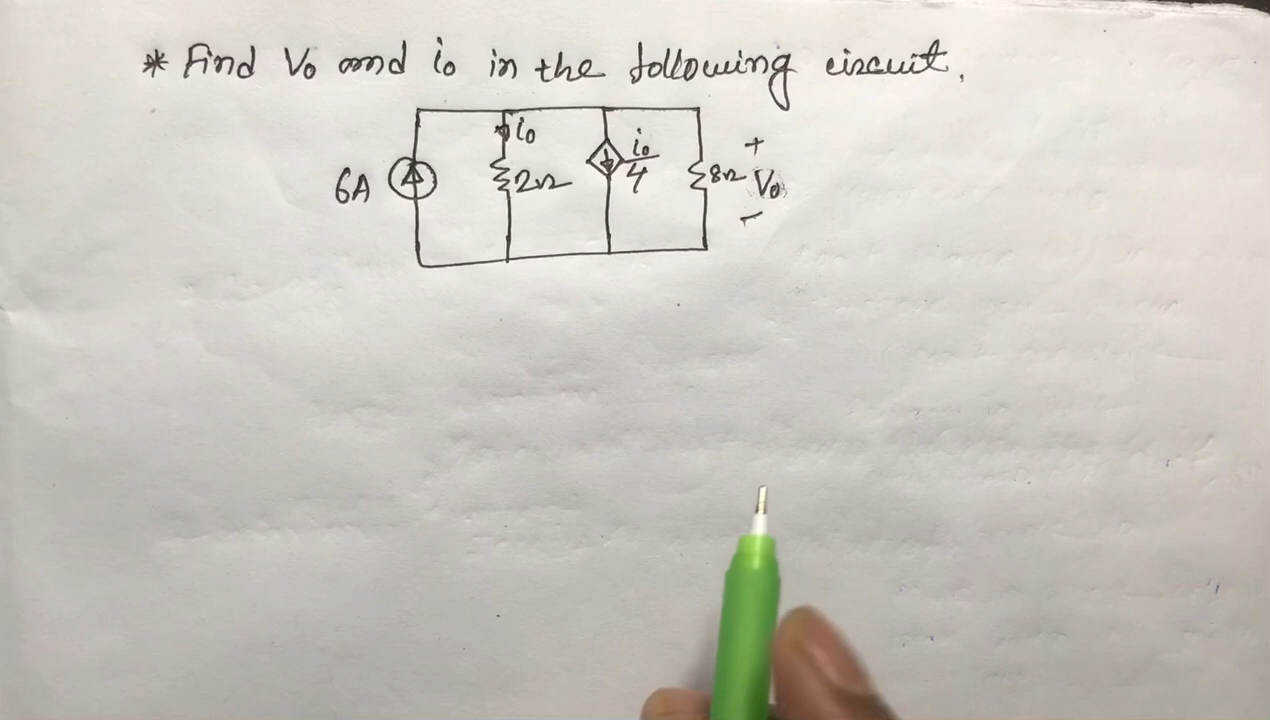 * Find V₀ and i₀ in the following circuit.
6A
i₀
2Ω
i₀/4
8Ω
+
V₀
-